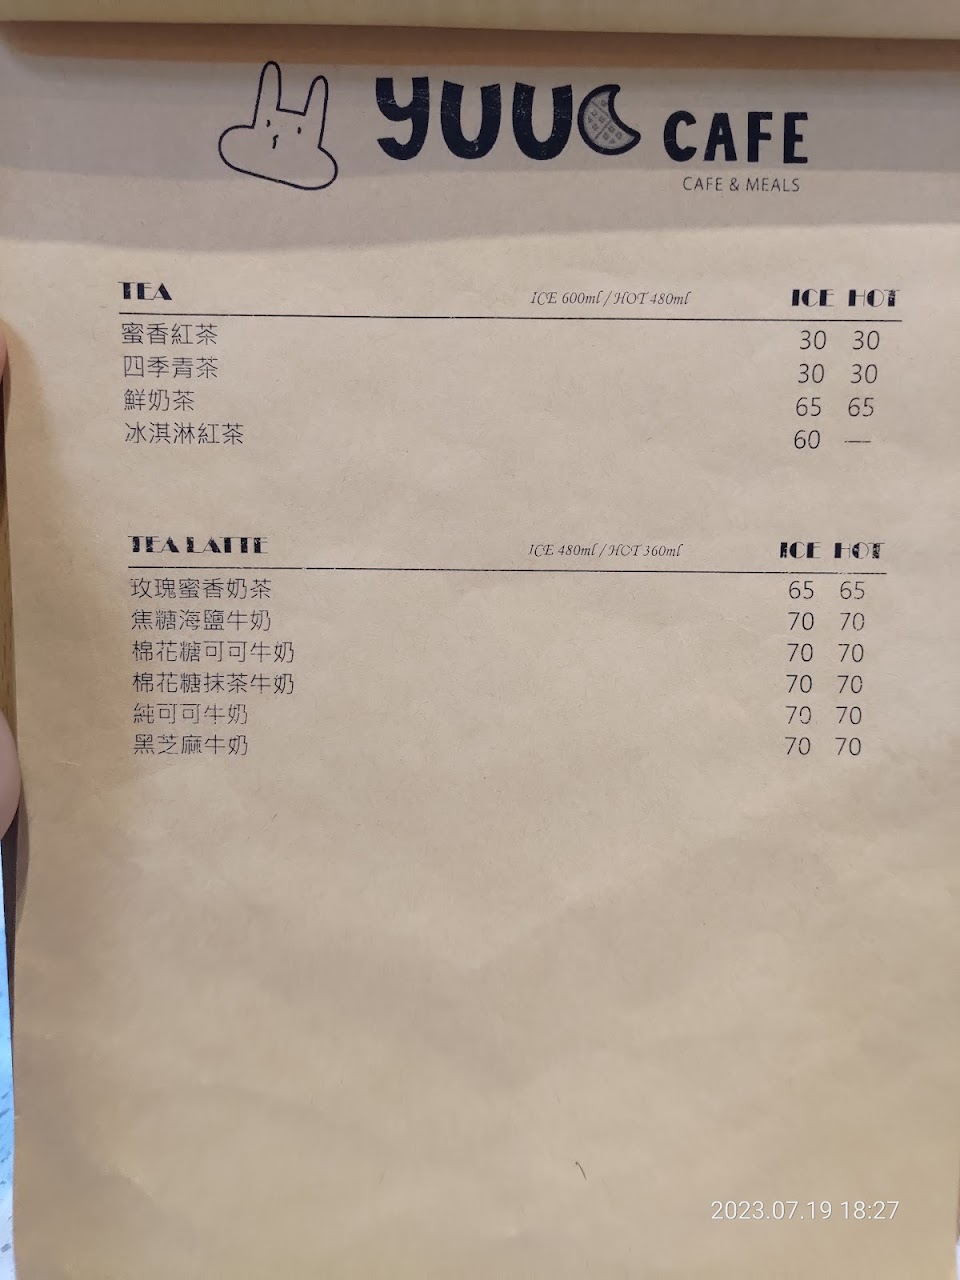 YUU CAFE
CAFE & MEALS
TEA ICE 600ml / HOT 480ml ICE HOT
蜜香紅茶 30 30
四季青茶 30 30
鮮奶茶 65 65
冰淇淋紅茶 60 —
TEA LATTE ICE 480ml / HOT 360ml ICE HOT
玫瑰蜜香奶茶 65 65
焦糖海鹽牛奶 70 70
棉花糖可可牛奶 70 70
棉花糖抹茶牛奶 70 70
純可可牛奶 70 70
黑芝麻牛奶 70 70
2023.07.19 18:27